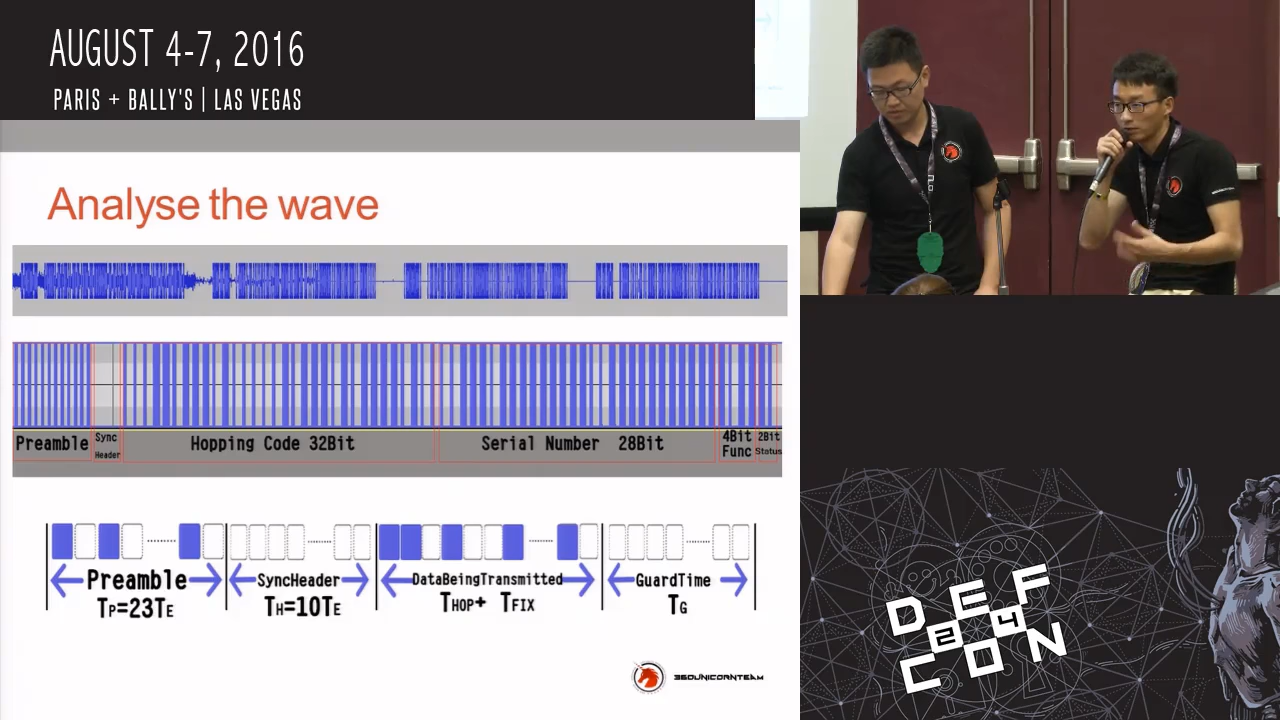 AUGUST 4-7, 2016
PARIS + BALLY'S | LAS VEGAS
Analyse the wave
Preamble
Sync
Header
Hopping Code 32Bit
Serial Number 28Bit
4Bit
Func
2Bit
Status
Preamble
TP=23TE
SyncHeader
TH=10TE
DataBeingTransmitted
THOP+ TFIX
GuardTime
TG
360UNICORNTEAM
DEF
24
CON